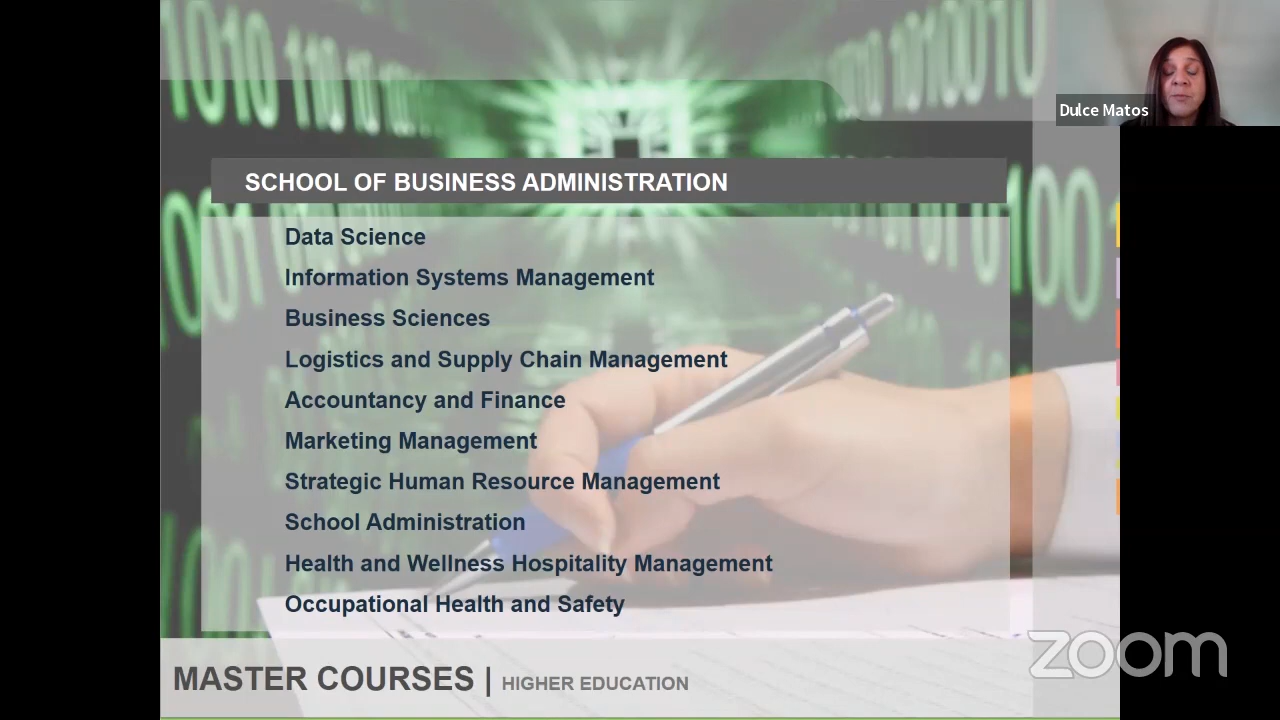 Dulce Matos
SCHOOL OF BUSINESS ADMINISTRATION
Data Science
Information Systems Management
Business Sciences
Logistics and Supply Chain Management
Accountancy and Finance
Marketing Management
Strategic Human Resource Management
School Administration
Health and Wellness Hospitality Management
Occupational Health and Safety
MASTER COURSES | HIGHER EDUCATION
zoom